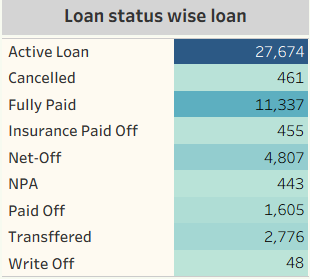 Loan status wise loan
Active Loan 27,674
Cancelled 461
Fully Paid 11,337
Insurance Paid Off 455
Net-Off 4,807
NPA 443
Paid Off 1,605
Transffered 2,776
Write Off 48